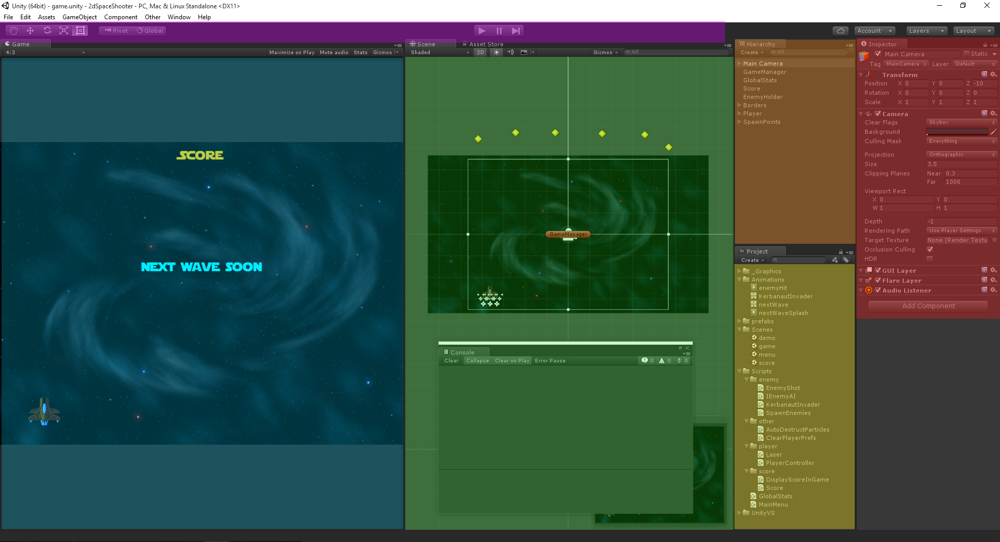 Unity (64bit) - game.unity - 2dSpaceShooter - PC, Mac & Linux Standalone <DX11>
File Edit Assets GameObject Component Other Window Help
Pivot Global Account Layers Layout
Game
4:3 Maximize on Play Mute audio Stats Gizmos
SCORE
NEXT WAVE SOON
Scene Asset Store
Shaded 2D Gizmos All
GameManager
Console
Clear Collapse Clear on Play Error Pause 0 0 0
Hierarchy
Create All
Main Camera
GameManager
GlobalStats
Score
EnemyHolder
Borders
Player
SpawnPoints
Project
Create
_Graphics
Animations
enemyHit
KerbanautInvader
nextWave
nextWaveSplash
prefabs
Scenes
demo
game
menu
score
Scripts
enemy
EnemyShot
IEnemyAI
KerbanautInvader
SpawnEnemies
other
AutoDestructParticles
ClearPlayerPrefs
player
Laser
PlayerController
score
DisplayScoreInGame
Score
GlobalStats
MainMenu
UnityVS
Inspector
Main Camera Static
Tag MainCamera Layer Default
Transform
Position X 0 Y 0 Z -10
Rotation X 0 Y 0 Z 0
Scale X 1 Y 1 Z 1
Camera
Clear Flags Skybox
Background
Culling Mask Everything
Projection Orthographic
Size 3.5
Clipping Planes Near 0.3
Far 1000
Viewport Rect
X 0 Y 0
W 1 H 1
Depth -1
Rendering Path Use Player Settings
Target Texture None (Render Textu
Occlusion Culling
HDR
GUI Layer
Flare Layer
Audio Listener
Add Component